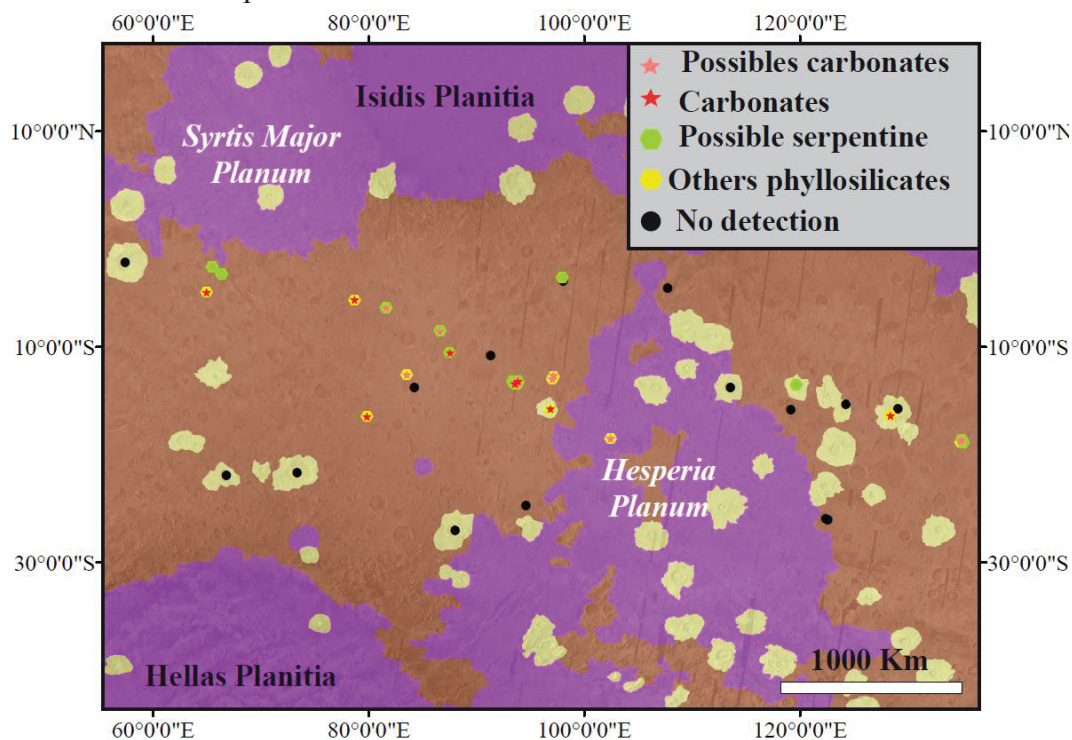 60°0'0"E 80°0'0"E 100°0'0"E 120°0'0"E
Possibles carbonates
Carbonates
Possible serpentine
Others phyllosilicates
No detection
Isidis Planitia
Syrtis Major
Planum
10°0'0"N 10°0'0"N
10°0'0"S 10°0'0"S
Hesperia
Planum
30°0'0"S 30°0'0"S
Hellas Planitia
1000 Km
60°0'0"E 80°0'0"E 100°0'0"E 120°0'0"E